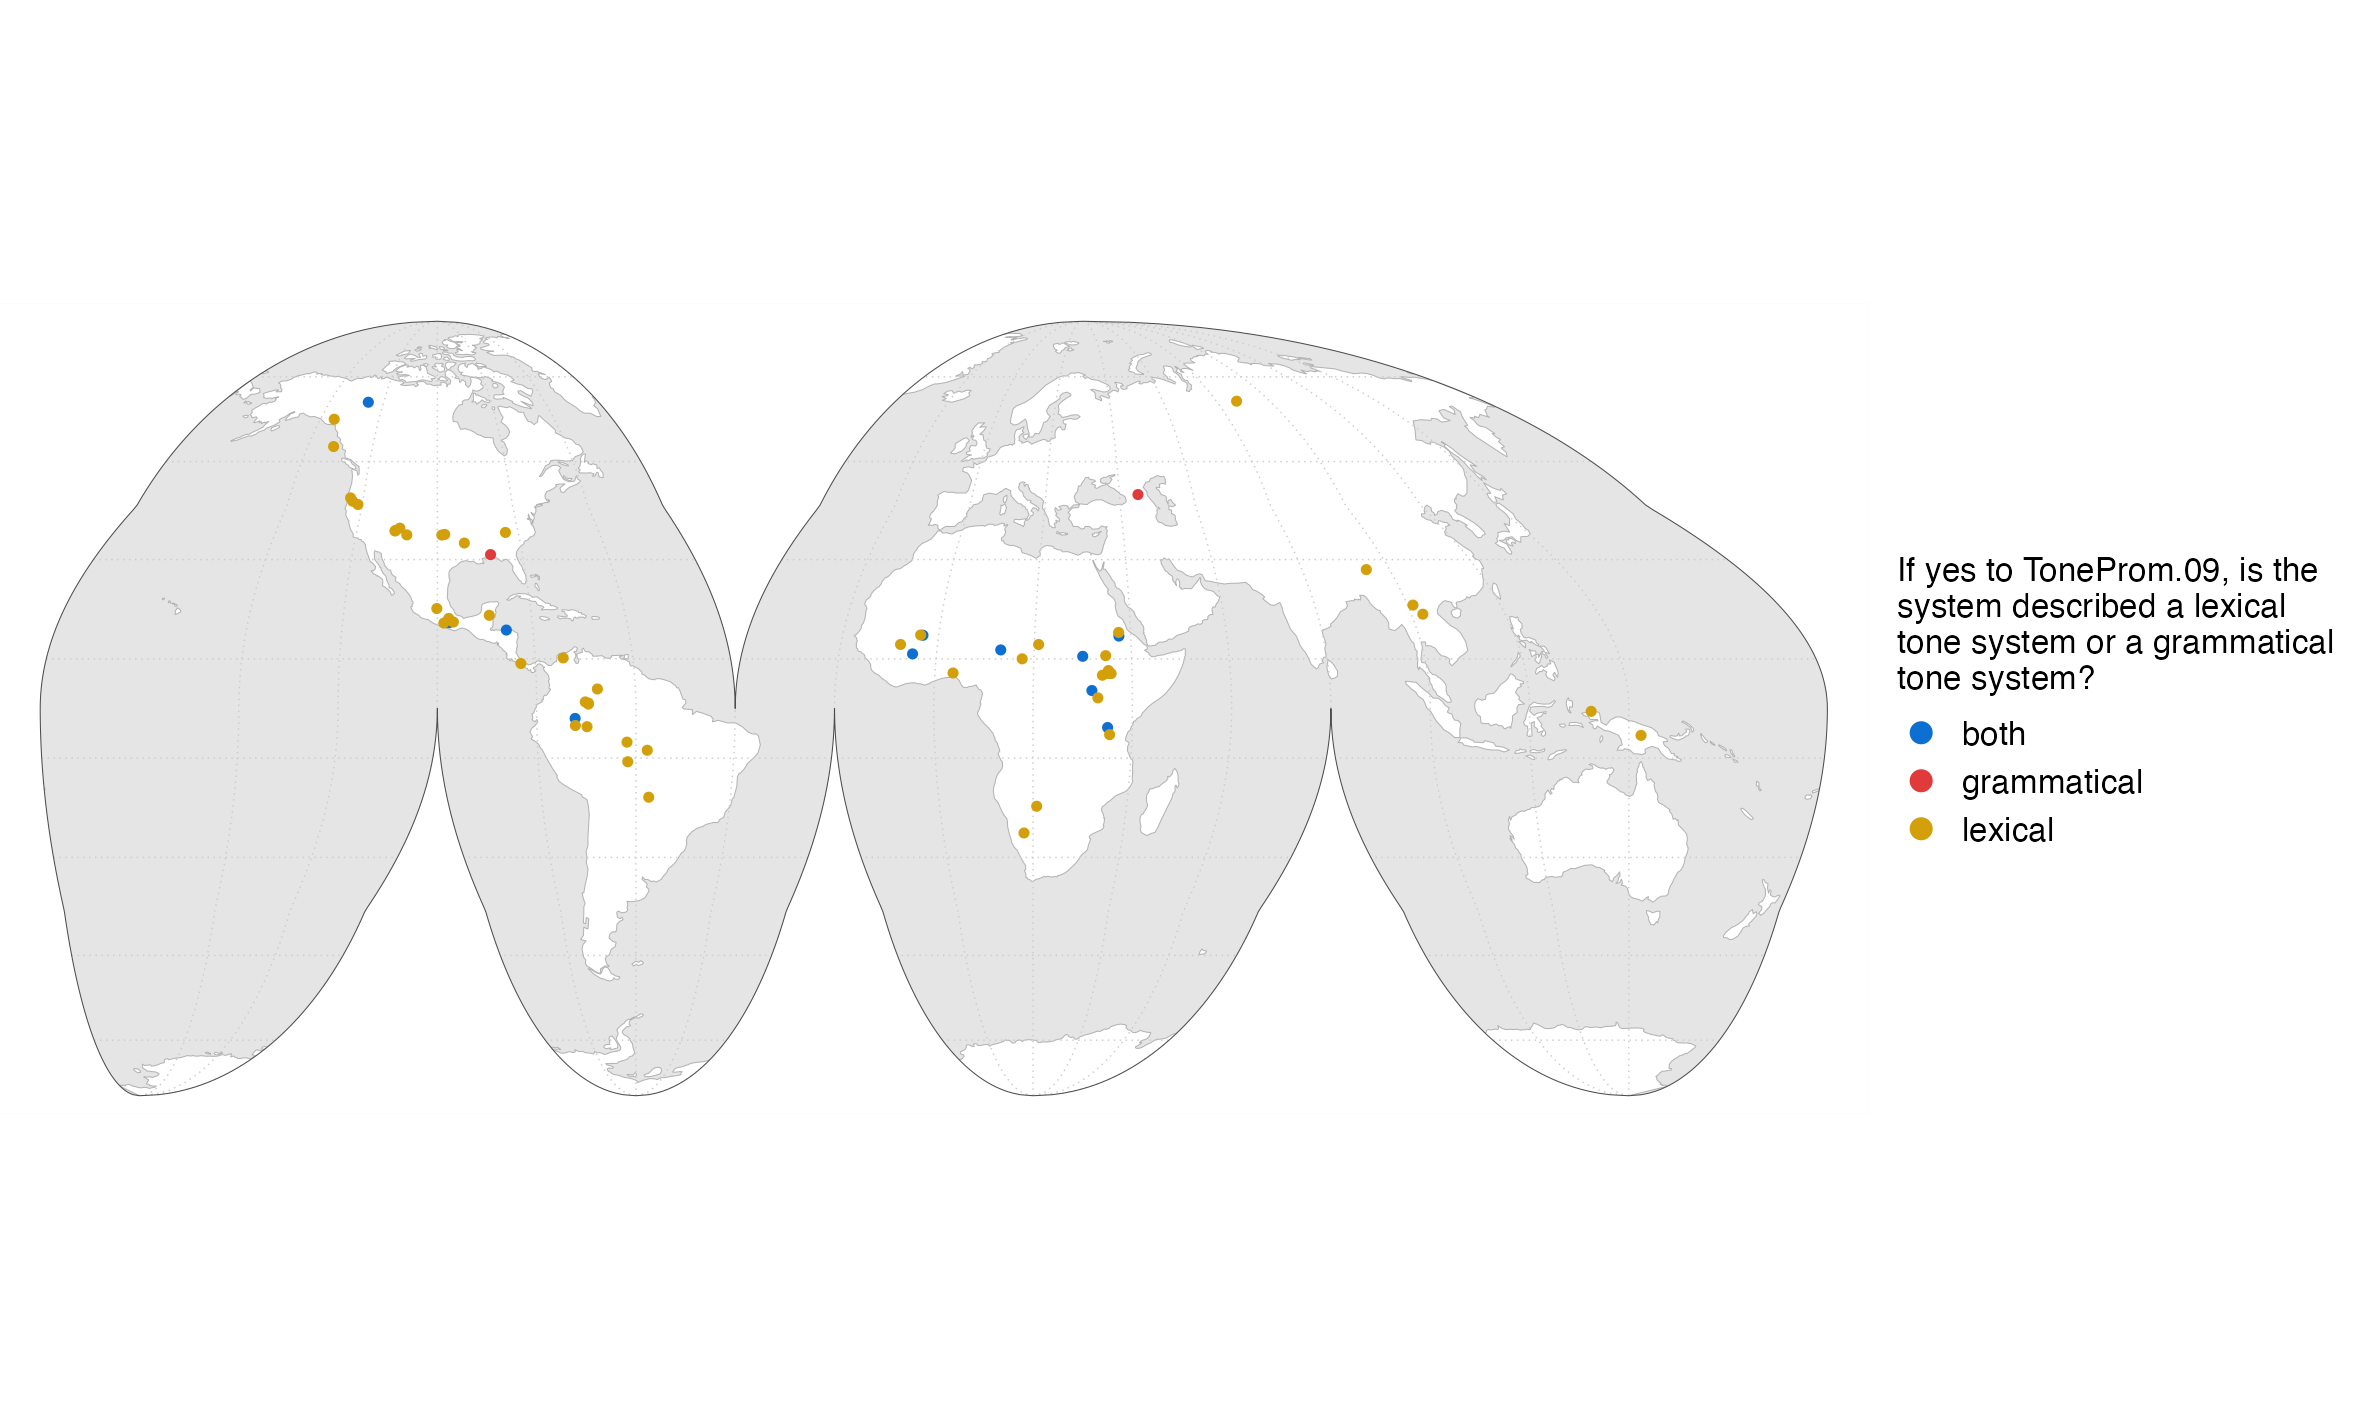 If yes to ToneProm.09, is the
system described a lexical
tone system or a grammatical
tone system?
both
grammatical
lexical